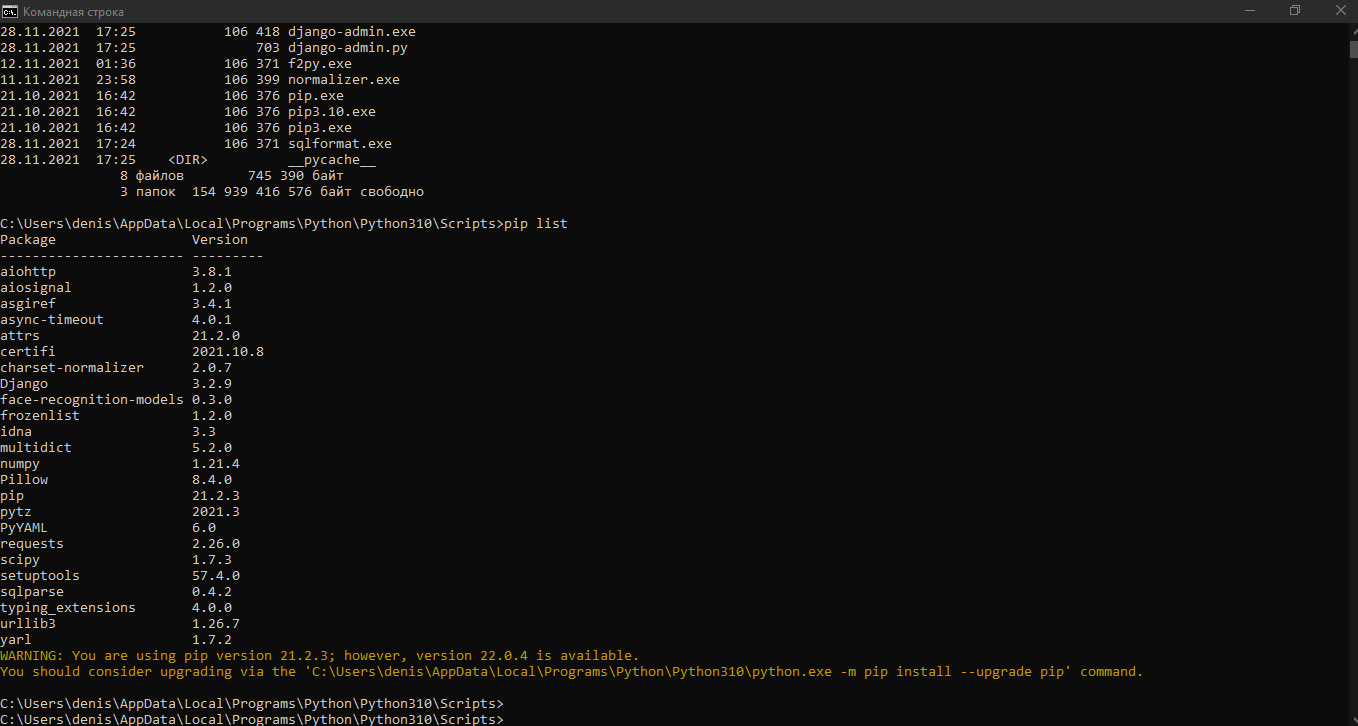 Командная строка
28.11.2021  17:25           106 418 django-admin.exe
28.11.2021  17:25               703 django-admin.py
12.11.2021  01:36           106 371 f2py.exe
11.11.2021  23:58           106 399 normalizer.exe
21.10.2021  16:42           106 376 pip.exe
21.10.2021  16:42           106 376 pip3.10.exe
21.10.2021  16:42           106 376 pip3.exe
28.11.2021  17:24           106 371 sqlformat.exe
28.11.2021  17:25    <DIR>          __pycache__
               8 файлов        745 390 байт
               3 папок  154 939 416 576 байт свободно
C:\Users\denis\AppData\Local\Programs\Python\Python310\Scripts>pip list
Package                 Version
----------------------- ---------
aiohttp                 3.8.1
aiosignal               1.2.0
asgiref                 3.4.1
async-timeout           4.0.1
attrs                   21.2.0
certifi                 2021.10.8
charset-normalizer      2.0.7
Django                  3.2.9
face-recognition-models 0.3.0
frozenlist              1.2.0
idna                    3.3
multidict               5.2.0
numpy                   1.21.4
Pillow                  8.4.0
pip                     21.2.3
pytz                    2021.3
PyYAML                  6.0
requests                2.26.0
scipy                   1.7.3
setuptools              57.4.0
sqlparse                0.4.2
typing_extensions       4.0.0
urllib3                 1.26.7
yarl                    1.7.2
WARNING: You are using pip version 21.2.3; however, version 22.0.4 is available.
You should consider upgrading via the 'C:\Users\denis\AppData\Local\Programs\Python\Python310\python.exe -m pip install --upgrade pip' command.
C:\Users\denis\AppData\Local\Programs\Python\Python310\Scripts>
C:\Users\denis\AppData\Local\Programs\Python\Python310\Scripts>